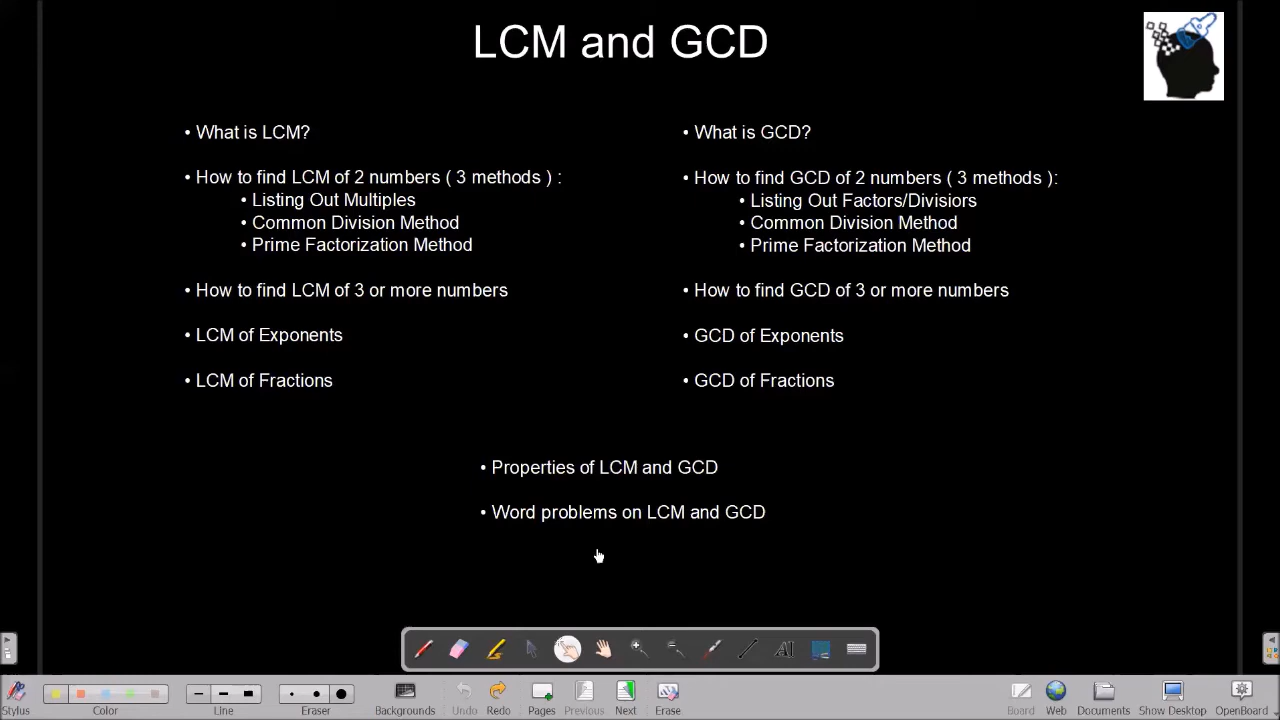 LCM and GCD
• What is LCM?
• How to find LCM of 2 numbers ( 3 methods ) :
• Listing Out Multiples
• Common Division Method
• Prime Factorization Method
• How to find LCM of 3 or more numbers
• LCM of Exponents
• LCM of Fractions
• What is GCD?
• How to find GCD of 2 numbers ( 3 methods ):
• Listing Out Factors/Divisiors
• Common Division Method
• Prime Factorization Method
• How to find GCD of 3 or more numbers
• GCD of Exponents
• GCD of Fractions
• Properties of LCM and GCD
• Word problems on LCM and GCD
AI
Stylus Color Line Eraser Backgrounds Undo Redo Pages Previous Next Erase Board Web Documents Show Desktop OpenBoard